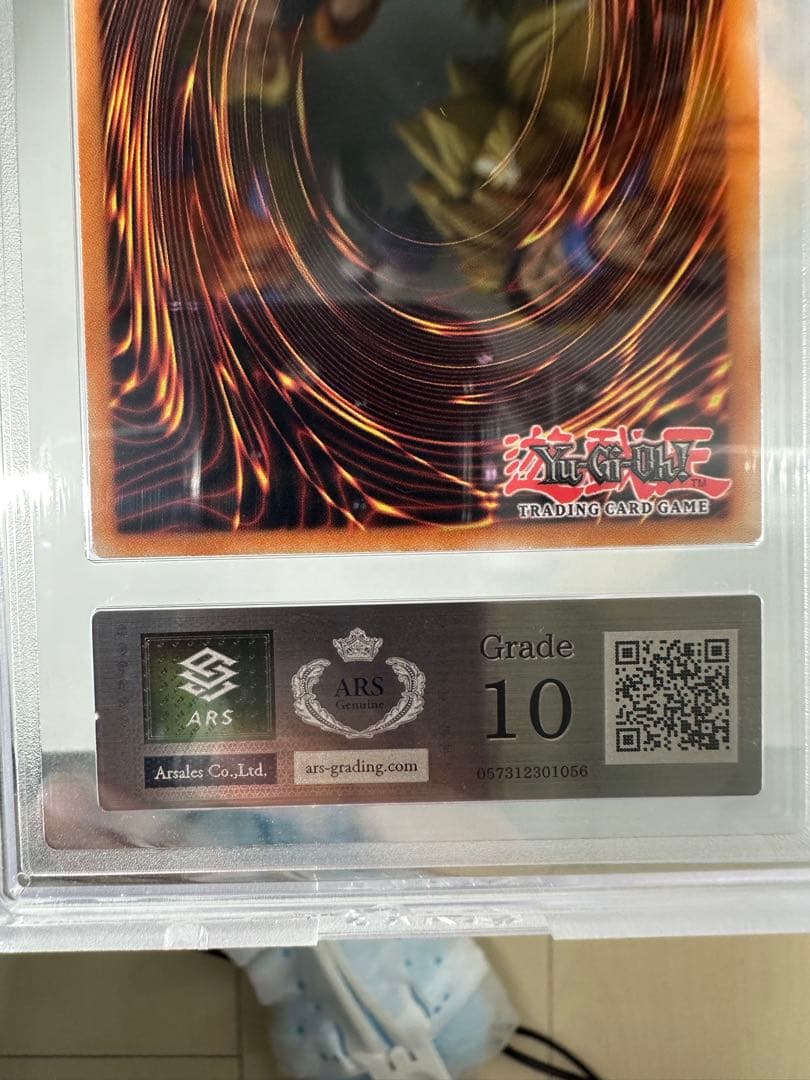 遊戯王
Yu-Gi-Oh!
TM
TRADING CARD GAME
ARS
Arsales Co.,Ltd.
ARS
Genuine
ars-grading.com
Grade
10
057312301056